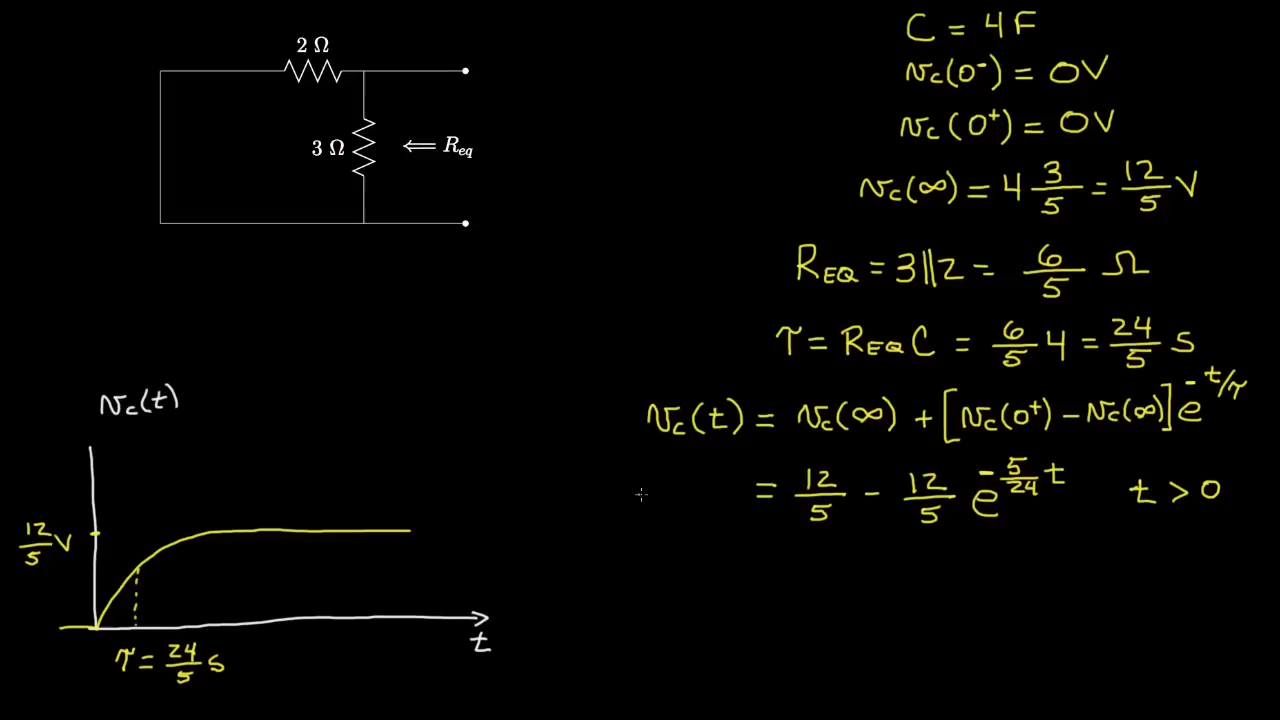 2 Ω
3 Ω
⟸ R_eq
C = 4F
v_c(0⁻) = 0V
v_c(0⁺) = 0V
v_c(∞) = 4 3/5 = 12/5 V
R_EQ = 3||2 = 6/5 Ω
τ = R_EQ C = 6/5 4 = 24/5 s
v_c(t) = v_c(∞) + [v_c(0⁺) - v_c(∞)] e^(-t/τ)
= 12/5 - 12/5 e^(-5/24 t) t > 0
v_c(t)
12/5 V
t
τ = 24/5 s